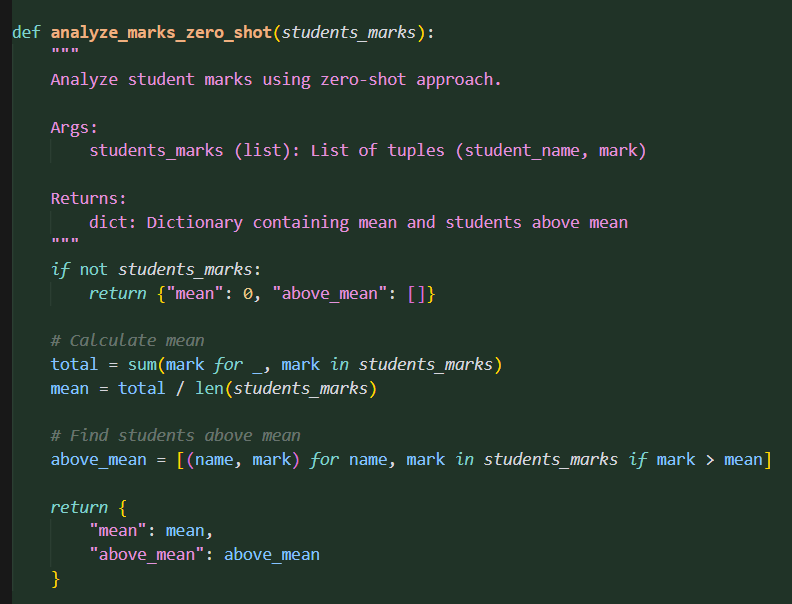 def analyze_marks_zero_shot(students_marks):
    """
    Analyze student marks using zero-shot approach.

    Args:
        students_marks (list): List of tuples (student_name, mark)

    Returns:
        dict: Dictionary containing mean and students above mean
    """
    if not students_marks:
        return {"mean": 0, "above_mean": []}

    # Calculate mean
    total = sum(mark for _, mark in students_marks)
    mean = total / len(students_marks)

    # Find students above mean
    above_mean = [(name, mark) for name, mark in students_marks if mark > mean]

    return {
        "mean": mean,
        "above_mean": above_mean
    }